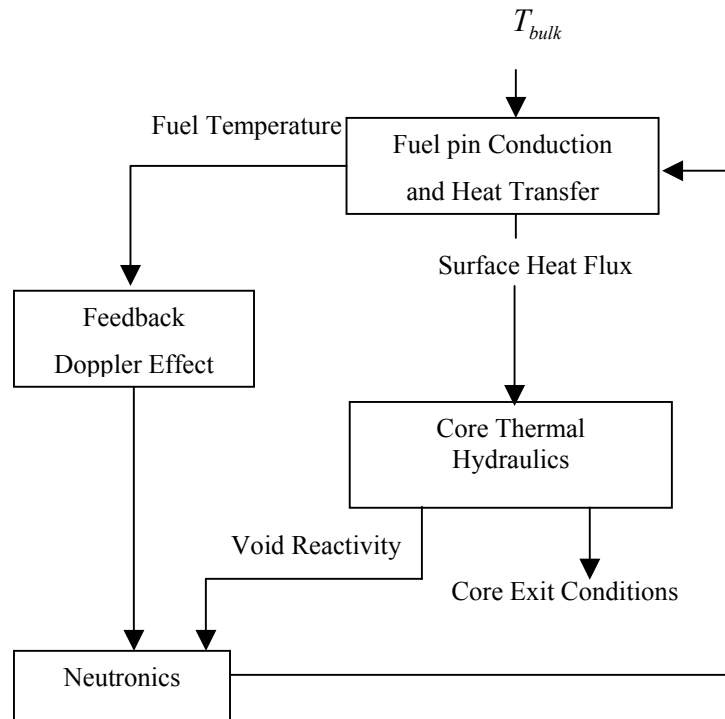 T_bulk
Fuel Temperature
Fuel pin Conduction
and Heat Transfer
Surface Heat Flux
Feedback
Doppler Effect
Core Thermal
Hydraulics
Void Reactivity
Core Exit Conditions
Neutronics